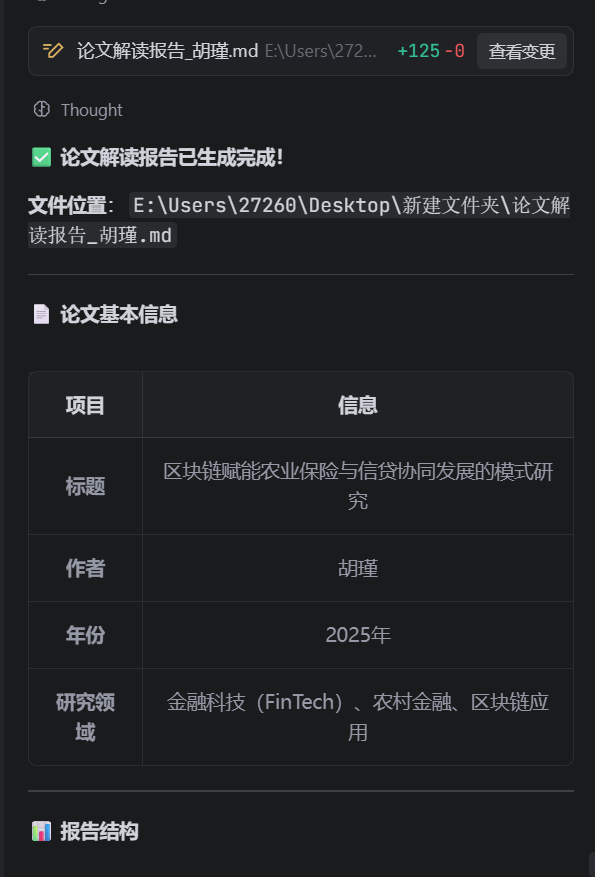 论文解读报告_胡瑾.md E:\Users\272... +125 -0 查看变更
Thought
✅ 论文解读报告已生成完成！
文件位置： E:\Users\27260\Desktop\新建文件夹\论文解
读报告_胡瑾.md
📄 论文基本信息
项目 信息
标题 区块链赋能农业保险与信贷协同发展的模式研
究
作者 胡瑾
年份 2025年
研究领 金融科技（FinTech）、农村金融、区块链应
域 用
📊 报告结构